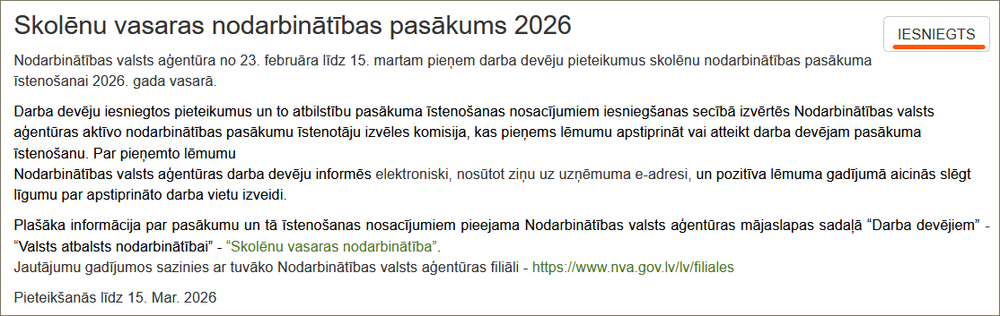 Skolēnu vasaras nodarbinātības pasākums 2026
IESNIEGTS
Nodarbinātības valsts aģentūra no 23. februāra līdz 15. martam pieņem darba devēju pieteikumus skolēnu nodarbinātības pasākuma
īstenošanai 2026. gada vasarā.
Darba devēju iesniegtos pieteikumus un to atbilstību pasākuma īstenošanas nosacījumiem iesniegšanas secībā izvērtēs Nodarbinātības valsts
aģentūras aktīvo nodarbinātības pasākumu īstenotāju izvēles komisija, kas pieņems lēmumu apstiprināt vai atteikt darba devējam pasākuma
īstenošanu. Par pieņemto lēmumu
Nodarbinātības valsts aģentūras darba devēju informēs elektroniski, nosūtot ziņu uz uzņēmuma e-adresi, un pozitīva lēmuma gadījumā aicinās slēgt
līgumu par apstiprināto darba vietu izveidi.
Plašāka informācija par pasākumu un tā īstenošanas nosacījumiem pieejama Nodarbinātības valsts aģentūras mājaslapas sadaļā “Darba devējiem” -
“Valsts atbalsts nodarbinātībai” - “Skolēnu vasaras nodarbinātība”.
Jautājumu gadījumos sazinies ar tuvāko Nodarbinātības valsts aģentūras filiāli - https://www.nva.gov.lv/lv/filiales
Pieteikšanās līdz 15. Mar. 2026